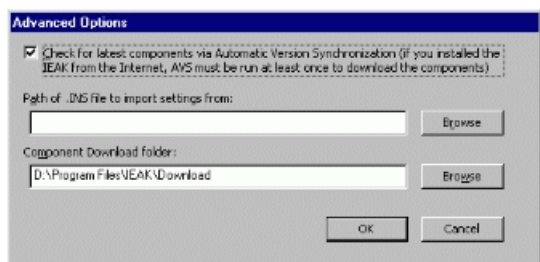 Advanced Options
Check for latest components via Automatic Version Synchronization (if you installed the
IEAK from the Internet, AVS must be run at least once to download the components)
Path of .INS file to import settings from:
Browse
Component Download folder:
D:\Program Files\IEAK\Download
Browse
OK
Cancel